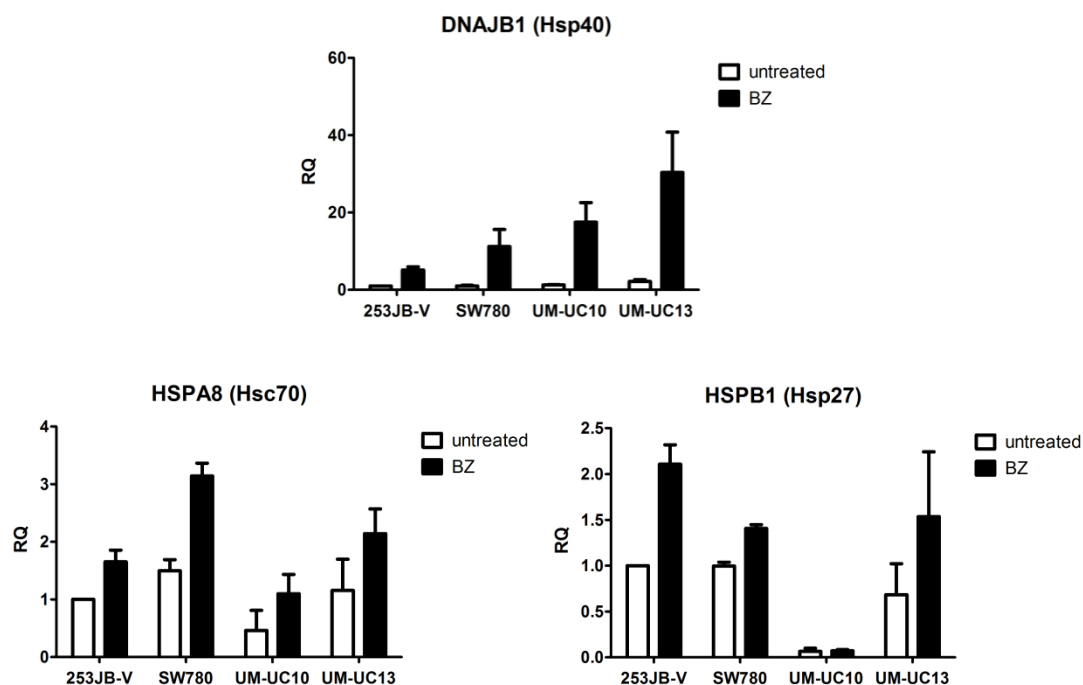 DNAJB1 (Hsp40)
60
40
20
0
RQ
253JB-V SW780 UM-UC10 UM-UC13
untreated
BZ
HSPA8 (Hsc70)
4
3
2
1
0
RQ
253JB-V SW780 UM-UC10 UM-UC13
untreated
BZ
HSPB1 (Hsp27)
2.5
2.0
1.5
1.0
0.5
0.0
RQ
253JB-V SW780 UM-UC10 UM-UC13
untreated
BZ